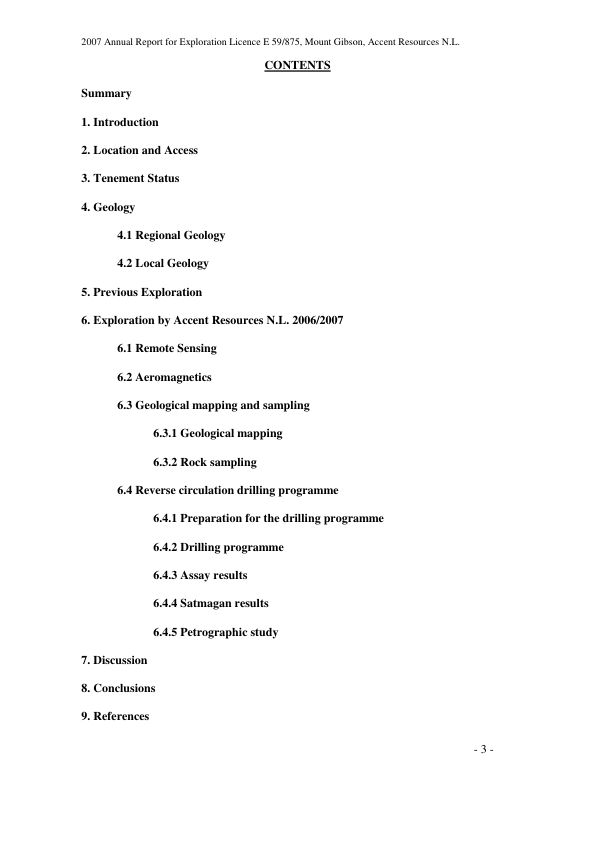 2007 Annual Report for Exploration Licence E 59/875, Mount Gibson, Accent Resources N.L.
CONTENTS
Summary
1. Introduction
2. Location and Access
3. Tenement Status
4. Geology
4.1 Regional Geology
4.2 Local Geology
5. Previous Exploration
6. Exploration by Accent Resources N.L. 2006/2007
6.1 Remote Sensing
6.2 Aeromagnetics
6.3 Geological mapping and sampling
6.3.1 Geological mapping
6.3.2 Rock sampling
6.4 Reverse circulation drilling programme
6.4.1 Preparation for the drilling programme
6.4.2 Drilling programme
6.4.3 Assay results
6.4.4 Satmagan results
6.4.5 Petrographic study
7. Discussion
8. Conclusions
9. References
- 3 -